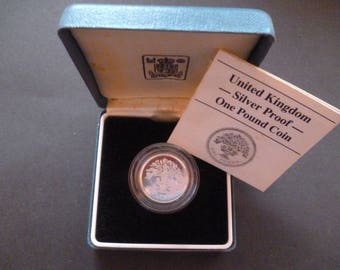 United Kingdom
Silver Proof
One Pound Coin